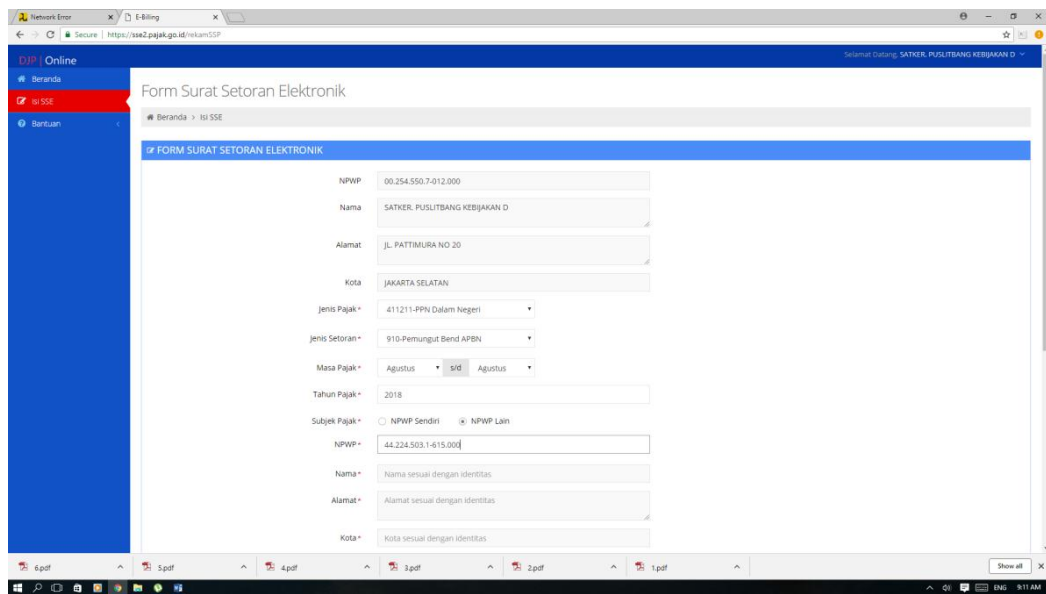 Network Error
E-Billing
Secure | https://sse2.pajak.go.id/rekamSSP
DJP | Online
Selamat Datang, SATKER. PUSLITBANG KEBIJAKAN D
Beranda
Isi SSE
Bantuan
Form Surat Setoran Elektronik
Beranda > Isi SSE
FORM SURAT SETORAN ELEKTRONIK
NPWP 00.254.550.7-012.000
Nama SATKER. PUSLITBANG KEBIJAKAN D
Alamat JL. PATTIMURA NO 20
Kota JAKARTA SELATAN
Jenis Pajak* 411211-PPN Dalam Negeri
Jenis Setoran* 910-Pemungut Bend APBN
Masa Pajak* Agustus s/d Agustus
Tahun Pajak* 2018
Subjek Pajak* NPWP Sendiri NPWP Lain
NPWP* 44.224.503.1-615.000
Nama* Nama sesuai dengan identitas
Alamat* Alamat sesuai dengan identitas
Kota* Kota sesuai dengan identitas
6.pdf 5.pdf 4.pdf 3.pdf 2.pdf 1.pdf Show all
ENG 9:11 AM